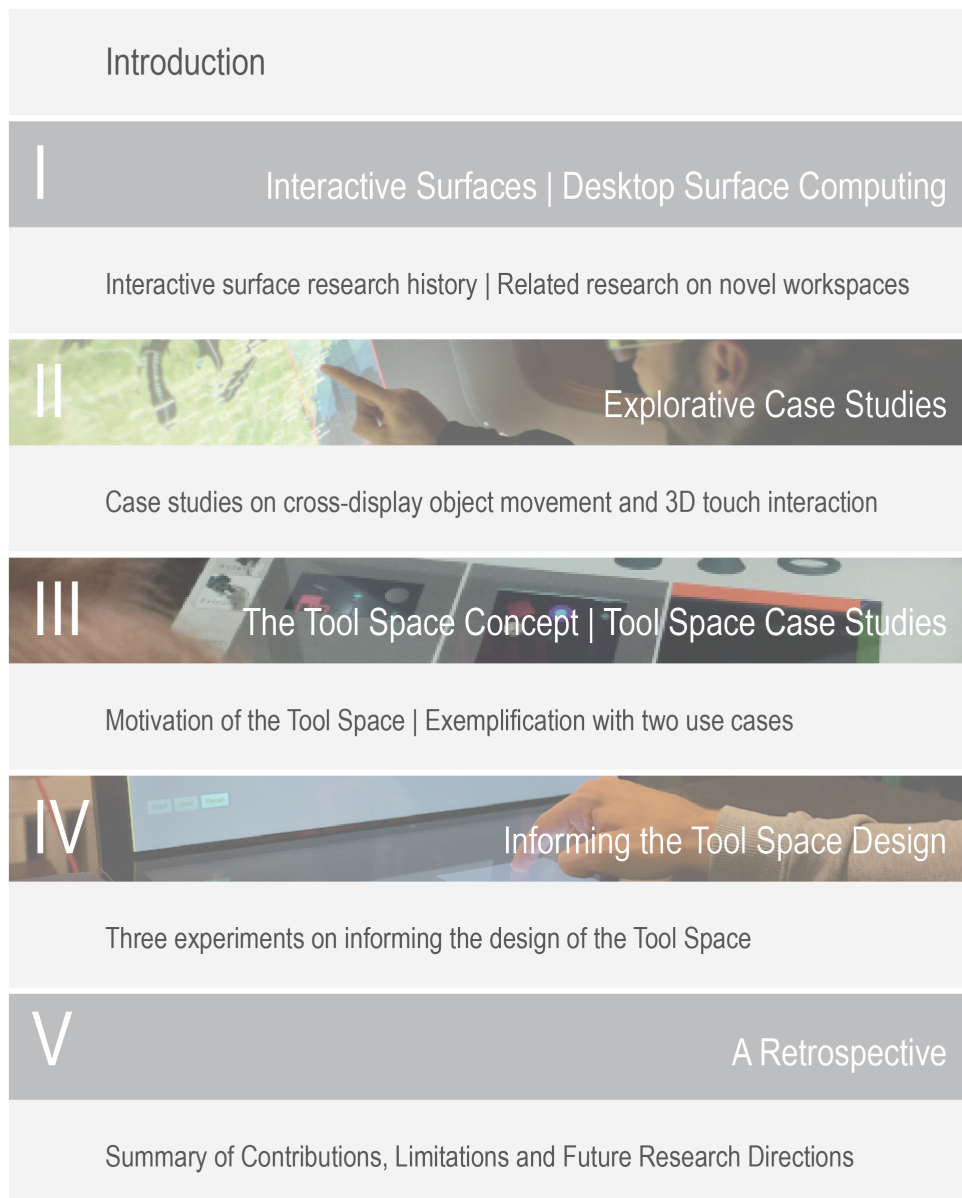 Introduction
I
Interactive Surfaces | Desktop Surface Computing
Interactive surface research history | Related research on novel workspaces
II
Explorative Case Studies
Case studies on cross-display object movement and 3D touch interaction
III
The Tool Space Concept | Tool Space Case Studies
Motivation of the Tool Space | Exemplification with two use cases
IV
Informing the Tool Space Design
Three experiments on informing the design of the Tool Space
V
A Retrospective
Summary of Contributions, Limitations and Future Research Directions